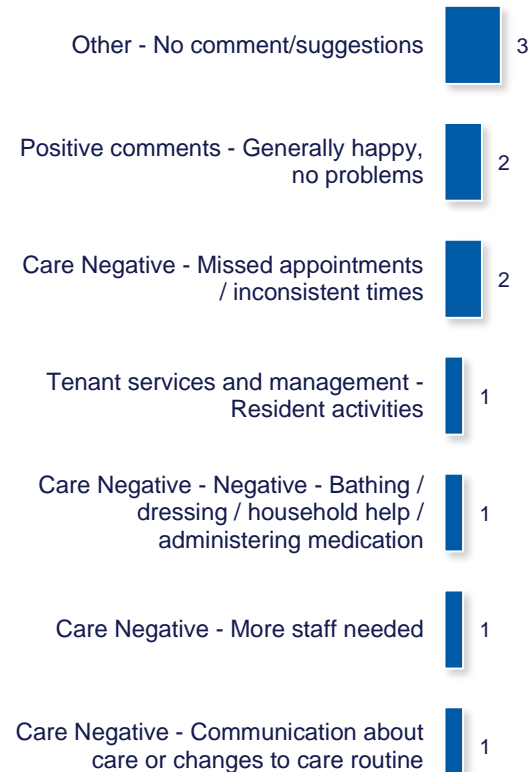 Other - No comment/suggestions
3
Positive comments - Generally happy,
no problems
2
Care Negative - Missed appointments
/ inconsistent times
2
Tenant services and management -
Resident activities
1
Care Negative - Negative - Bathing /
dressing / household help /
administering medication
1
Care Negative - More staff needed
1
Care Negative - Communication about
care or changes to care routine
1